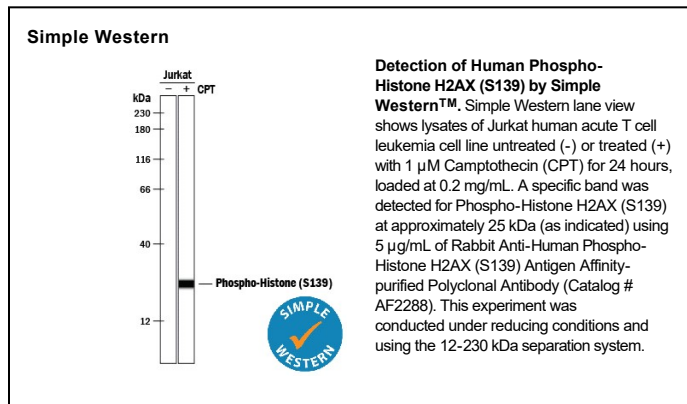 Simple Western
Jurkat
– + CPT
kDa
230
180
116
66
40
Phospho-Histone (S139)
12
SIMPLE
WESTERN
Detection of Human Phospho-
Histone H2AX (S139) by Simple
Western™. Simple Western lane view
shows lysates of Jurkat human acute T cell
leukemia cell line untreated (-) or treated (+)
with 1 µM Camptothecin (CPT) for 24 hours,
loaded at 0.2 mg/mL. A specific band was
detected for Phospho-Histone H2AX (S139)
at approximately 25 kDa (as indicated) using
5 µg/mL of Rabbit Anti-Human Phospho-
Histone H2AX (S139) Antigen Affinity-
purified Polyclonal Antibody (Catalog #
AF2288). This experiment was
conducted under reducing conditions and
using the 12-230 kDa separation system.